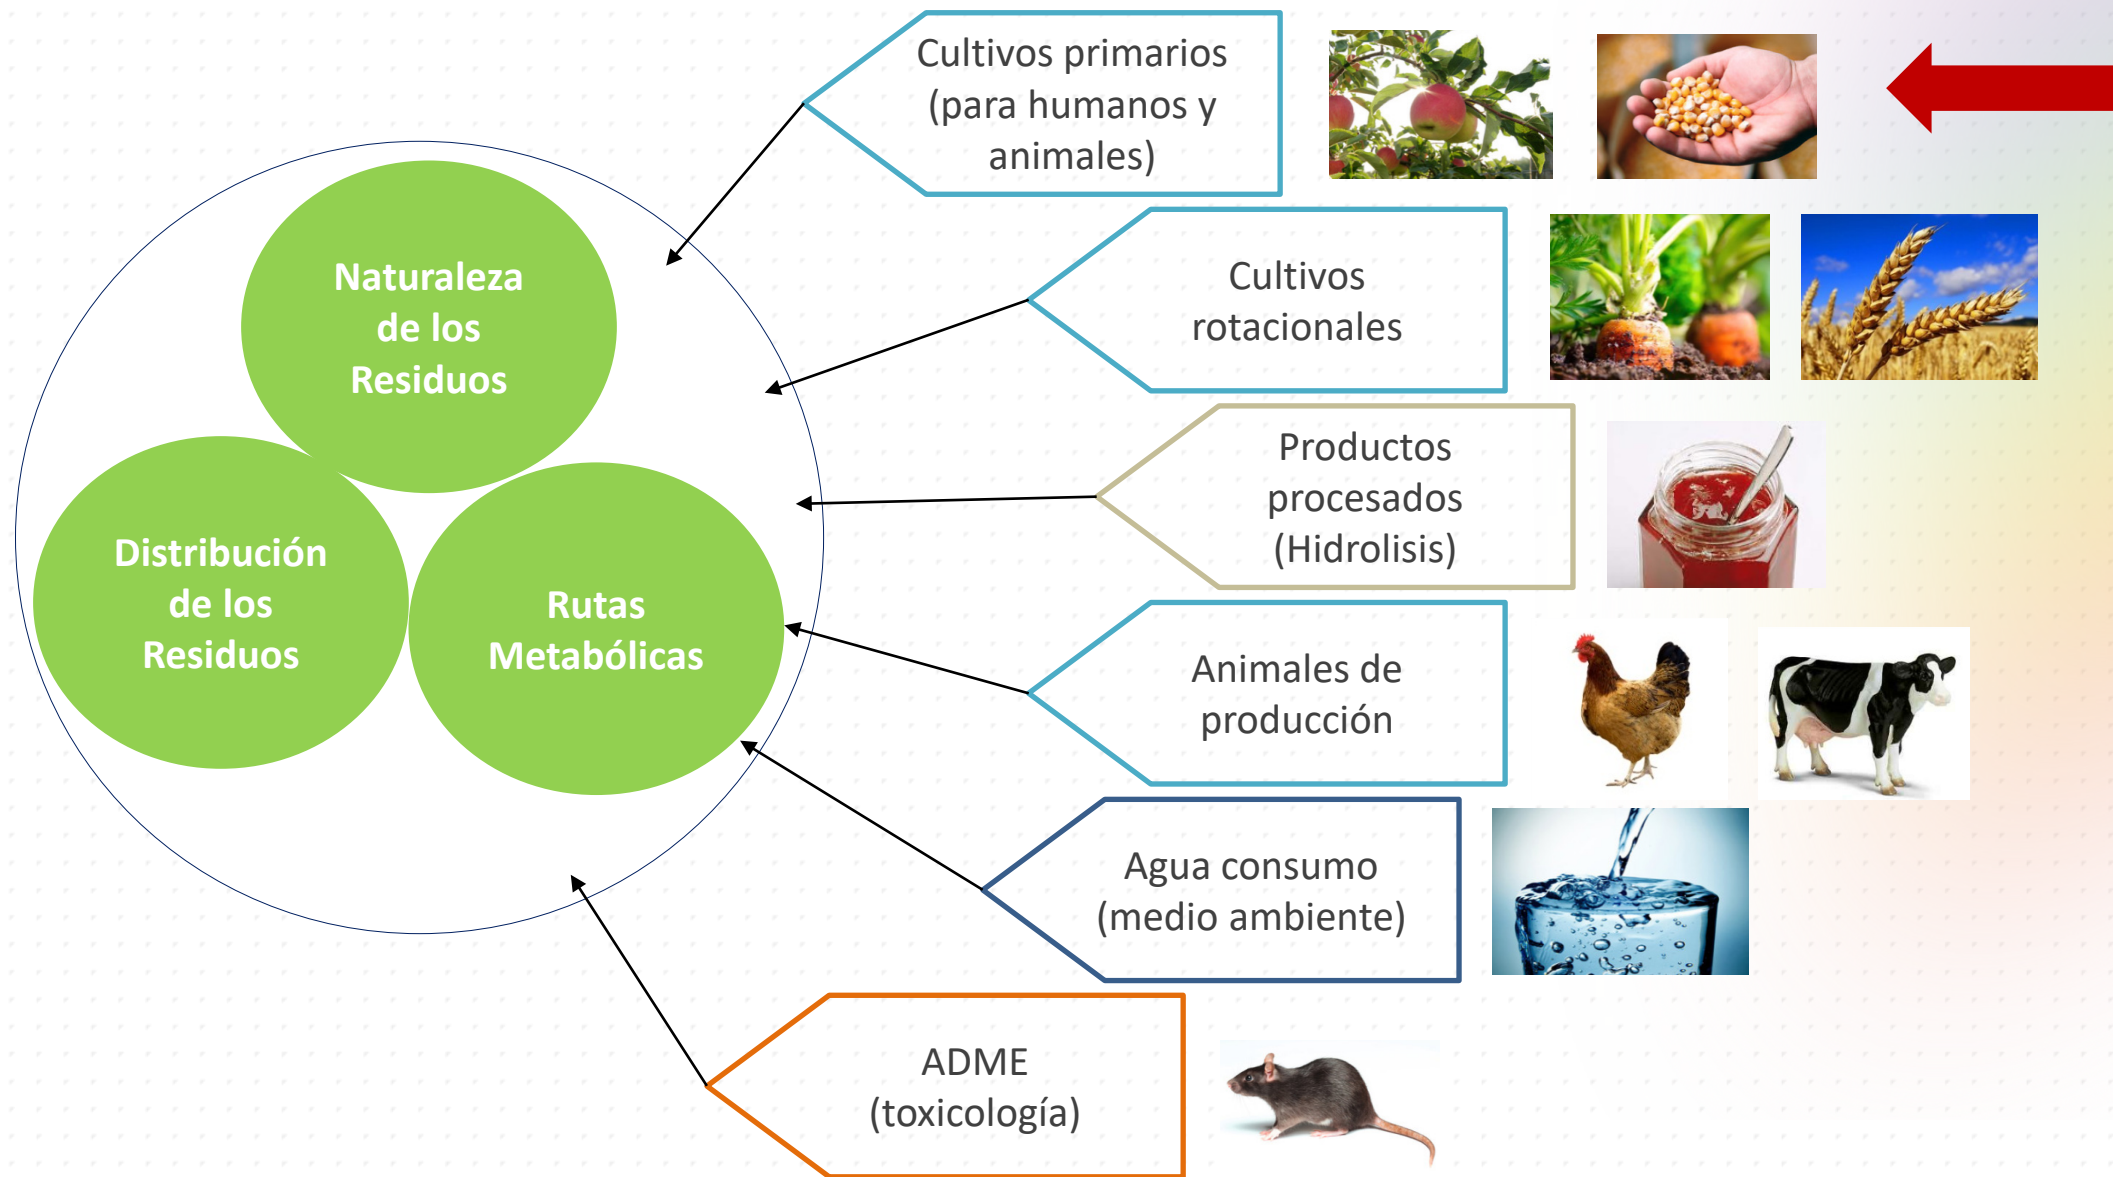 Cultivos primarios
(para humanos y
animales)
Naturaleza
de los
Residuos
Cultivos
rotacionales
Productos
procesados
(Hidrolisis)
Distribución
de los
Residuos
Rutas
Metabólicas
Animales de
producción
Agua consumo
(medio ambiente)
ADME
(toxicología)